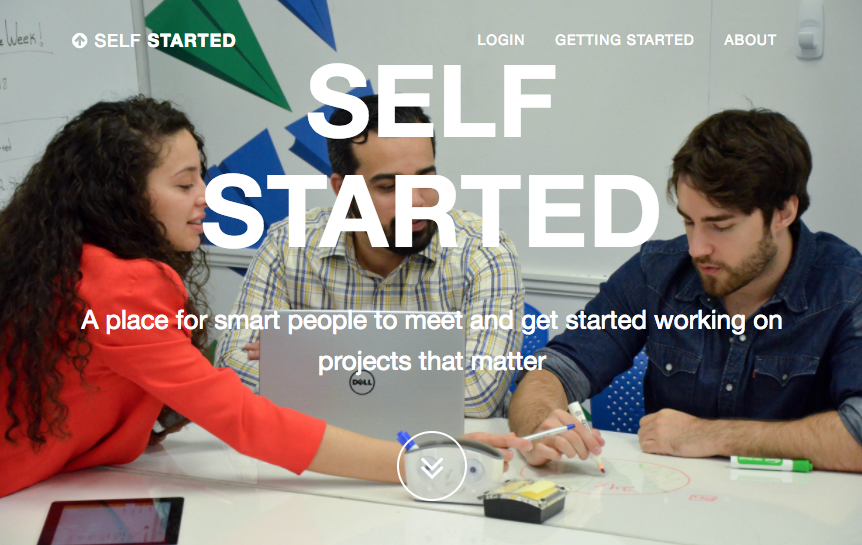 Week!
SELF STARTED
LOGIN
GETTING STARTED
ABOUT
SELF
STARTED
A place for smart people to meet and get started working on
projects that matter
DELL